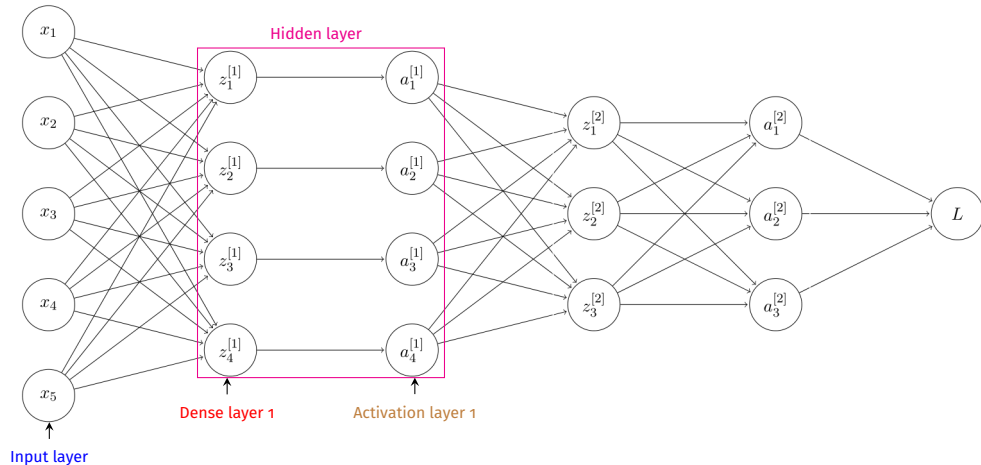 Hidden layer
x₁
x₂
x₃
x₄
x₅
z₁^[1]
z₂^[1]
z₃^[1]
z₄^[1]
a₁^[1]
a₂^[1]
a₃^[1]
a₄^[1]
z₁^[2]
z₂^[2]
z₃^[2]
a₁^[2]
a₂^[2]
a₃^[2]
L
Dense layer 1
Activation layer 1
Input layer